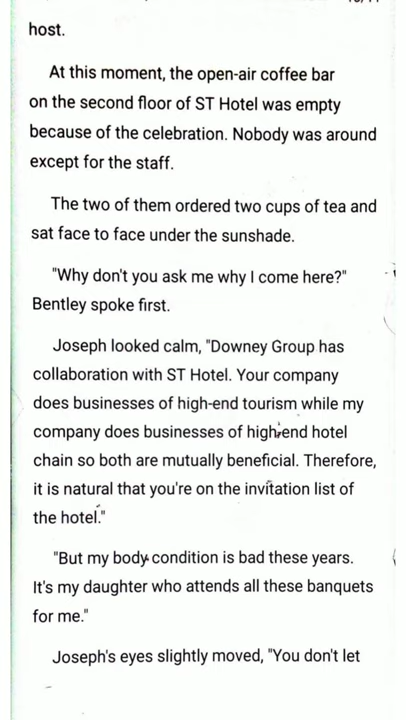 host.
At this moment, the open-air coffee bar
on the second floor of ST Hotel was empty
because of the celebration. Nobody was around
except for the staff.
The two of them ordered two cups of tea and
sat face to face under the sunshade.
"Why don't you ask me why I come here?"
Bentley spoke first.
Joseph looked calm, "Downey Group has
collaboration with ST Hotel. Your company
does businesses of high-end tourism while my
company does businesses of high-end hotel
chain so both are mutually beneficial. Therefore,
it is natural that you're on the invitation list of
the hotel."
"But my body condition is bad these years.
It's my daughter who attends all these banquets
for me."
Joseph's eyes slightly moved, "You don't let